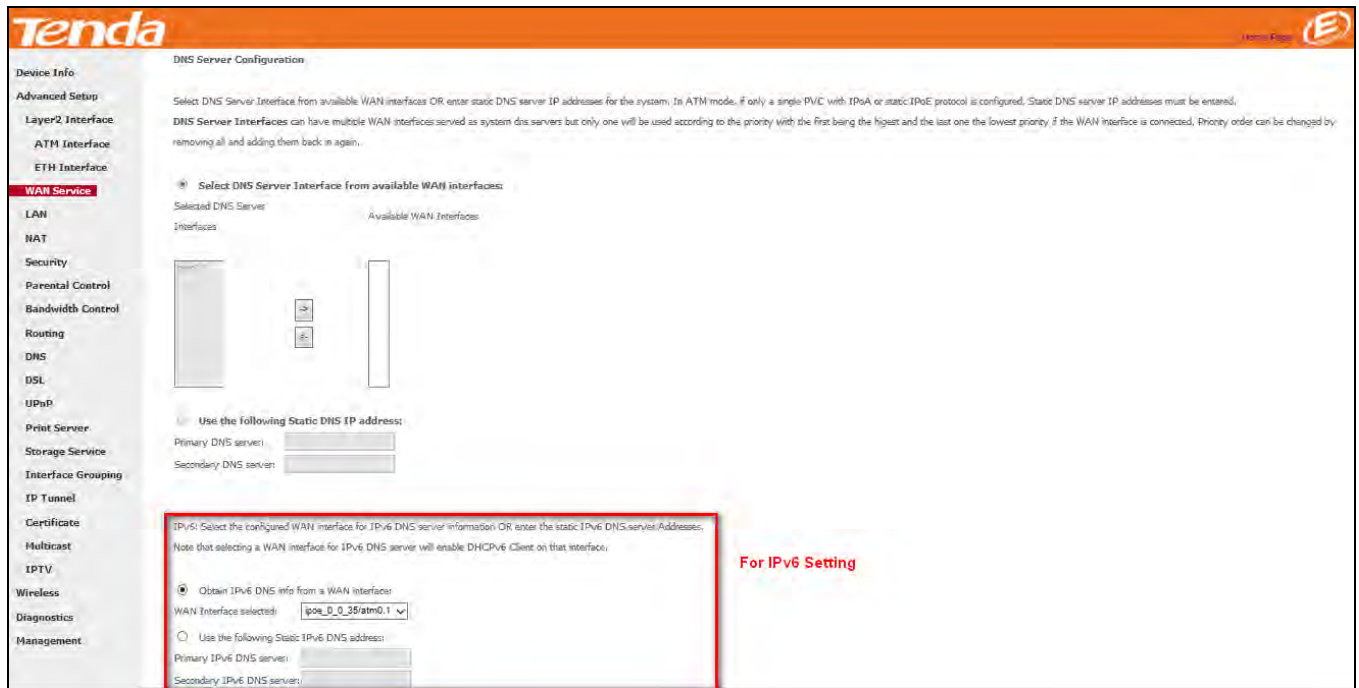 Tenda
Home Page
Device Info
Advanced Setup
Layer2 Interface
ATM Interface
ETH Interface
WAN Service
LAN
NAT
Security
Parental Control
Bandwidth Control
Routing
DNS
DSL
UPnP
Print Server
Storage Service
Interface Grouping
IP Tunnel
Certificate
Multicast
IPTV
Wireless
Diagnostics
Management
DNS Server Configuration
Select DNS Server Interface from available WAN interfaces OR enter static DNS server IP addresses for the system. In ATM mode, if only a single PVC with IPoA or static IPoE protocol is configured, Static DNS server IP addresses must be entered.
DNS Server Interfaces can have multiple WAN interfaces served as system dns servers but only one will be used according to the priority with the first being the higest and the last one the lowest priority if the WAN interface is connected. Priority order can be changed by
removing all and adding them back in again.
Select DNS Server Interface from available WAN interfaces:
Selected DNS Server
Interfaces
Available WAN Interfaces
->
<-
Use the following Static DNS IP address:
Primary DNS server:
Secondary DNS server:
IPv6: Select the configured WAN interface for IPv6 DNS server information OR enter the static IPv6 DNS server Addresses.
Note that selecting a WAN interface for IPv6 DNS server will enable DHCPv6 Client on that interface.
Obtain IPv6 DNS info from a WAN interface:
WAN Interface selected: ipoe_0_0_35/atm0.1
Use the following Static IPv6 DNS address:
Primary IPv6 DNS server:
Secondary IPv6 DNS server:
For IPv6 Setting